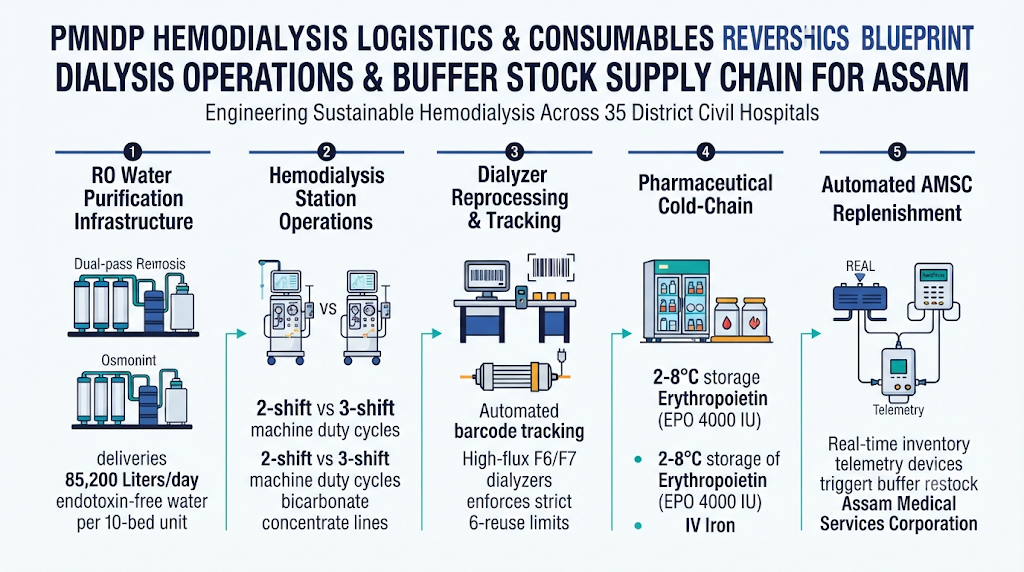 PMNDP HEMODIALYSIS LOGISTICS & CONSUMABLES REVERSHICS BLUEPRINT
DIALYSIS OPERATIONS & BUFFER STOCK SUPPLY CHAIN FOR ASSAM
Engineering Sustainable Hemodialysis Across 35 District Civil Hospitals
1
RO Water
Purification
Infrastructure
Dual-pass Remosis
Osmonint
deliveries
85,200 Liters/day
endotoxin-free water
per 10-bed unit
2
Hemodialysis
Station
Operations
VS
2-shift vs 3-shift
machine duty cycles
2-shift vs 3-shift
machine duty cycles
bicarbonate
concentrate lines
3
Dialyzer
Reprocessing
& Tracking
Automated
barcode tracking
High-flux F6/F7
dialyzers
enforces strict
6-reuse limits
4
Pharmaceutical
Cold-Chain
2-8°C storage
Erythropoietin
(EPO 4000 IU)
• 2-8°C storage of
Erythropoietin
(EPO 4000 IU)
• IV Iron
5
Automated AMSC
Replenishment
REAL
Telemetry
Real-time inventory
telemetry devices
triggert buffer restock
Assam Medical
Services Corporation